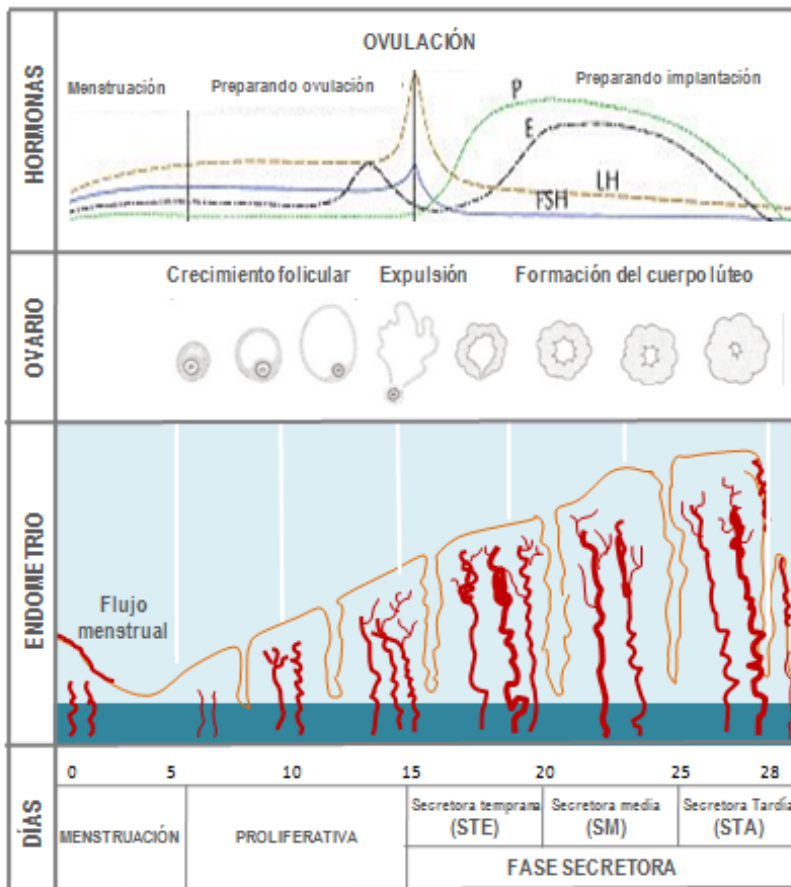 HORMONAS
OVULACIÓN
Menstruación
Preparando ovulación
Preparando implantación
P
E
LH
FSH
OVARIO
Crecimiento folicular
Expulsión
Formación del cuerpo lúteo
ENDOMETRIO
Flujo
menstrual
DÍAS
0 5 10 15 20 25 28
MENSTRUACIÓN
PROLIFERATIVA
Secretora temprana
(STE)
Secretora media
(SM)
Secretora Tardía
(STA)
FASE SECRETORA